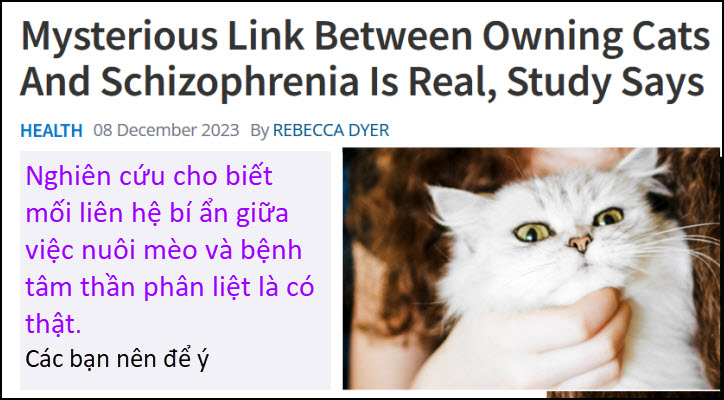 Mysterious Link Between Owning Cats
And Schizophrenia Is Real, Study Says
HEALTH 08 December 2023 By REBECCA DYER
Nghiên cứu cho biết
mối liên hệ bí ẩn giữa
việc nuôi mèo và bệnh
tâm thần phân liệt là có
thật.
Các bạn nên để ý